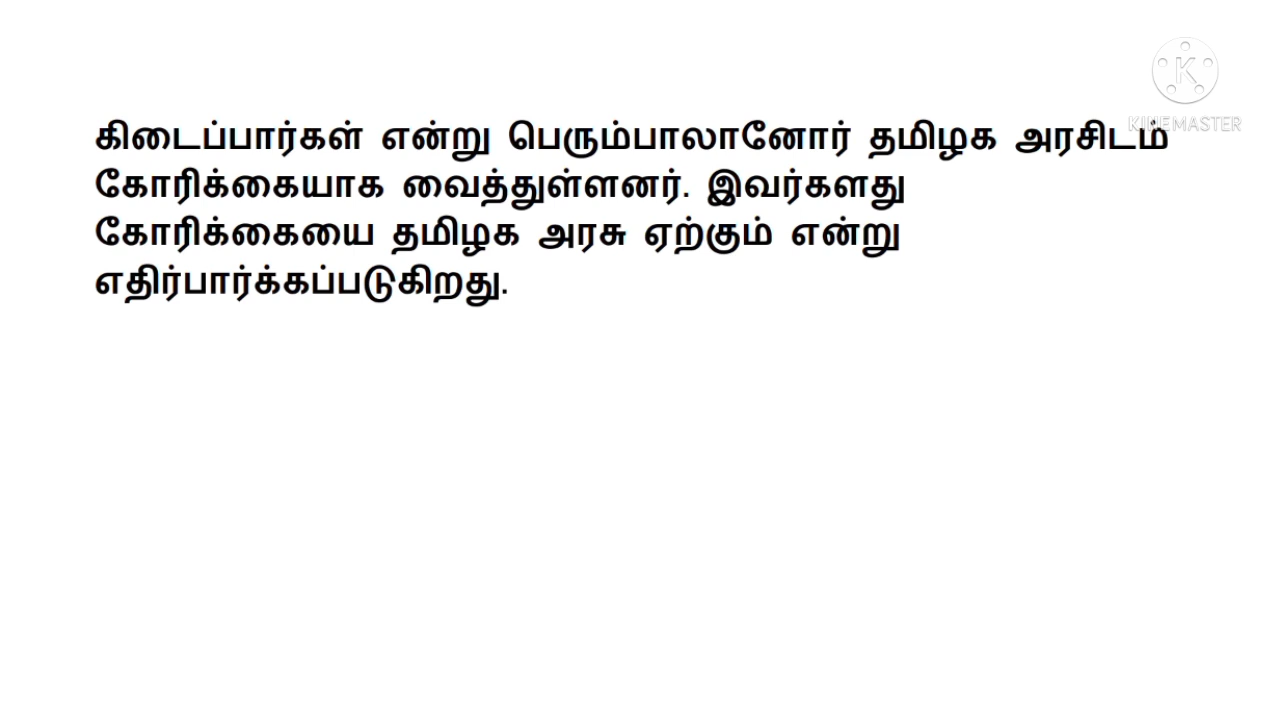 KINEMASTER
கிடைப்பார்கள் என்று பெரும்பாலானோர் தமிழக அரசிடம்
கோரிக்கையாக வைத்துள்ளனர். இவர்களது
கோரிக்கையை தமிழக அரசு ஏற்கும் என்று
எதிர்பார்க்கப்படுகிறது.